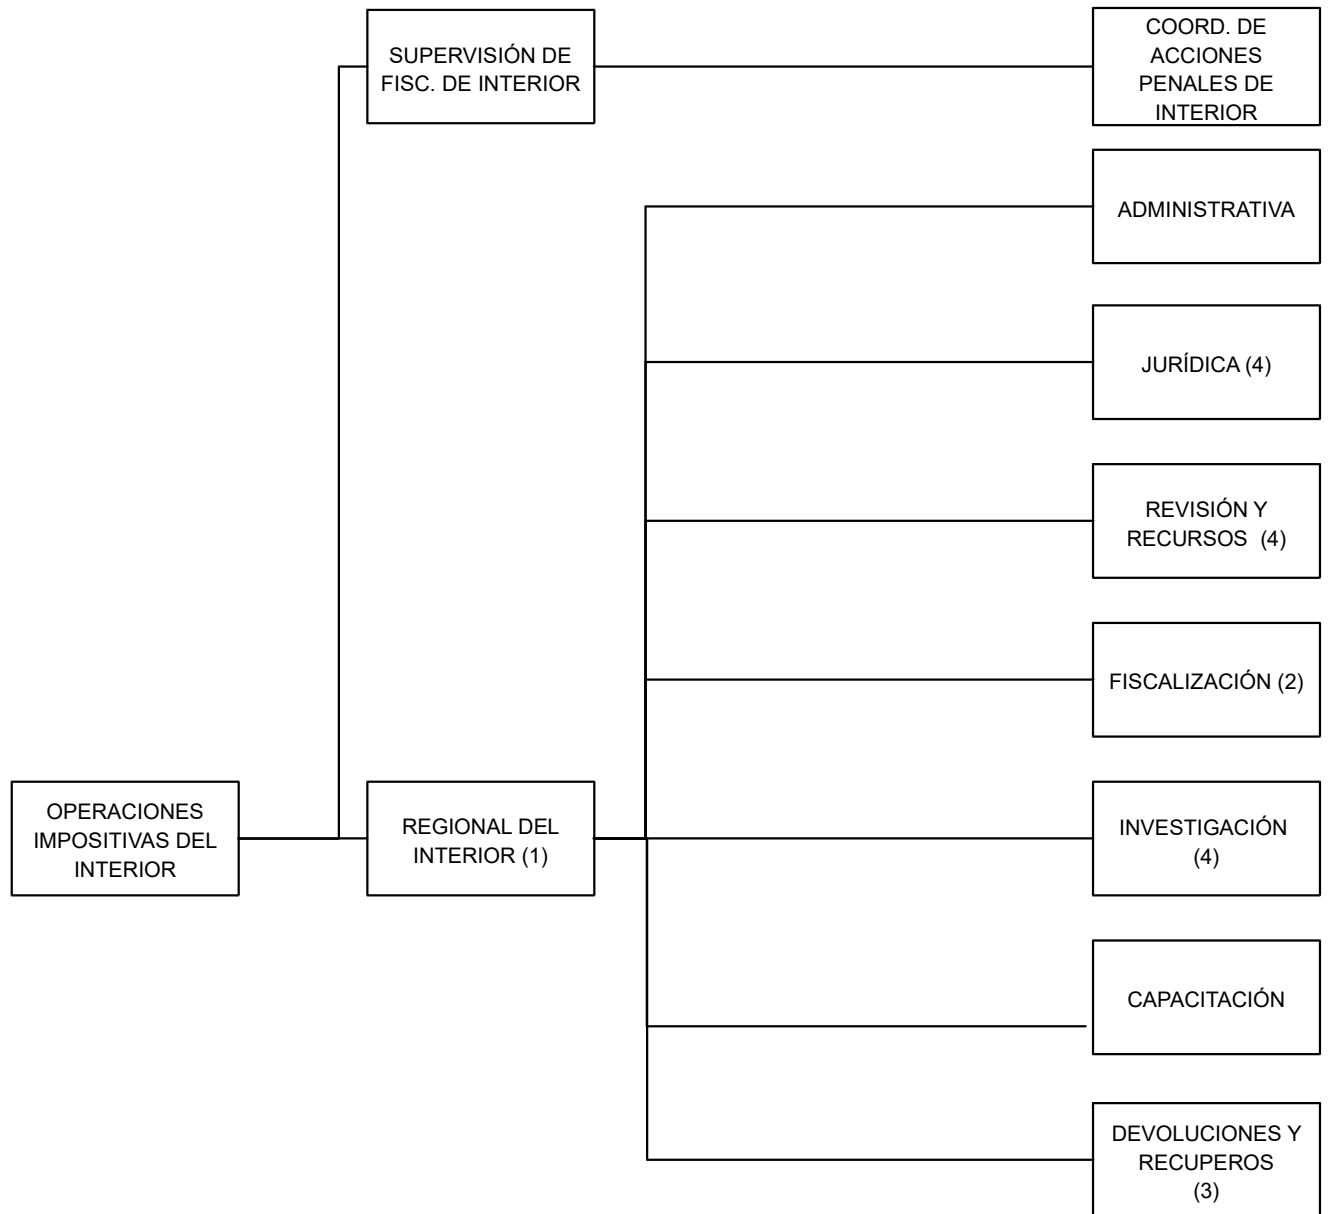 SUPERVISIÓN DE
FISC. DE INTERIOR
COORD. DE
ACCIONES
PENALES DE
INTERIOR
ADMINISTRATIVA
JURÍDICA (4)
REVISIÓN Y
RECURSOS (4)
FISCALIZACIÓN (2)
OPERACIONES
IMPOSITIVAS DEL
INTERIOR
REGIONAL DEL
INTERIOR (1)
INVESTIGACIÓN
(4)
CAPACITACIÓN
DEVOLUCIONES Y
RECUPEROS
(3)